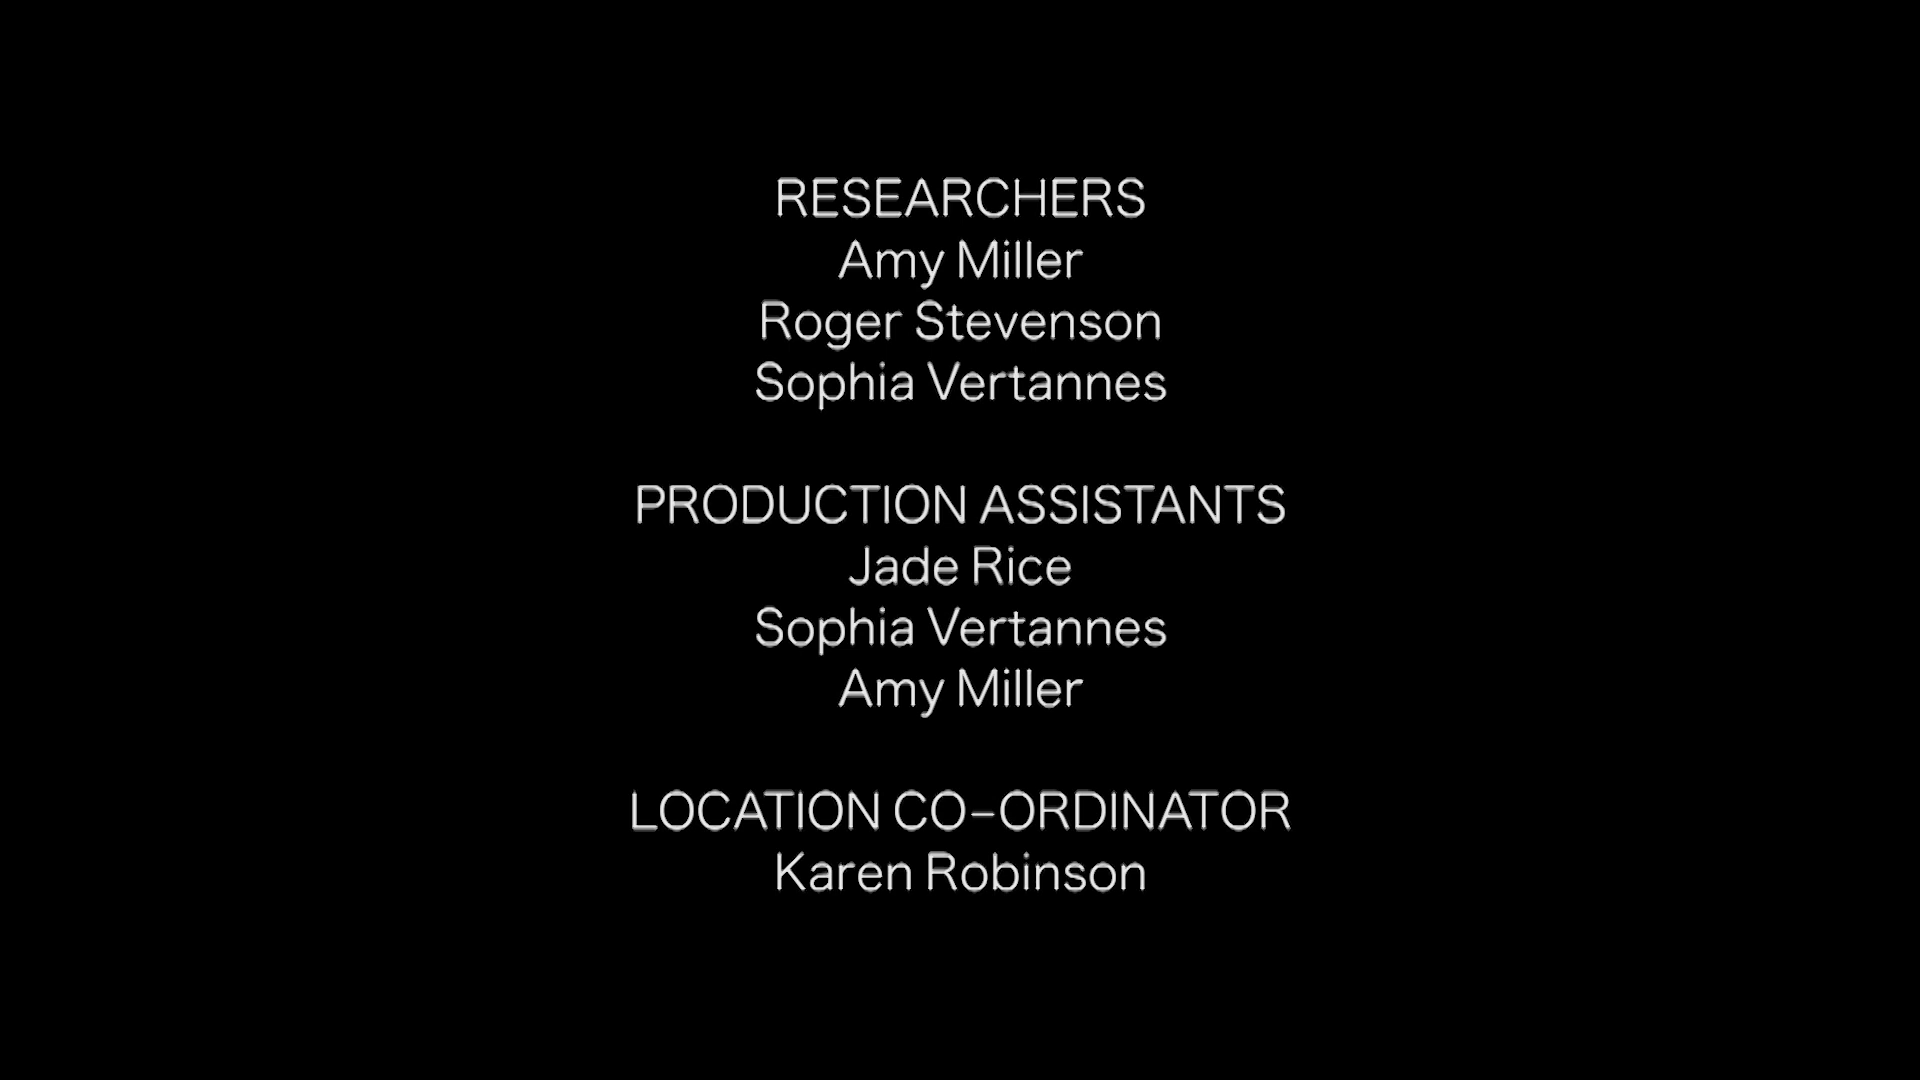 RESEARCHERS
Amy Miller
Roger Stevenson
Sophia Vertannes
PRODUCTION ASSISTANTS
Jade Rice
Sophia Vertannes
Amy Miller
LOCATION CO-ORDINATOR
Karen Robinson